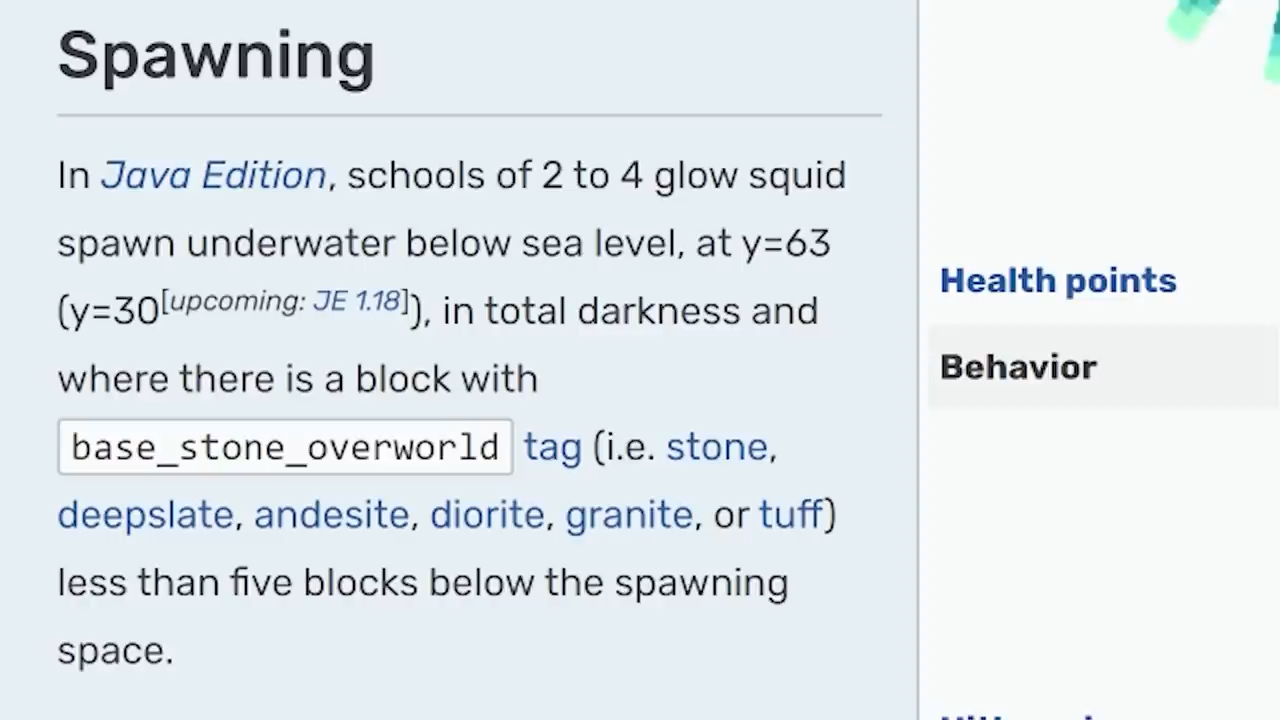 Spawning
In Java Edition, schools of 2 to 4 glow squid
spawn underwater below sea level, at y=63
(y=30[upcoming: JE 1.18]), in total darkness and
where there is a block with
base_stone_overworld tag (i.e. stone,
deepslate, andesite, diorite, granite, or tuff)
less than five blocks below the spawning
space.
Health points
Behavior